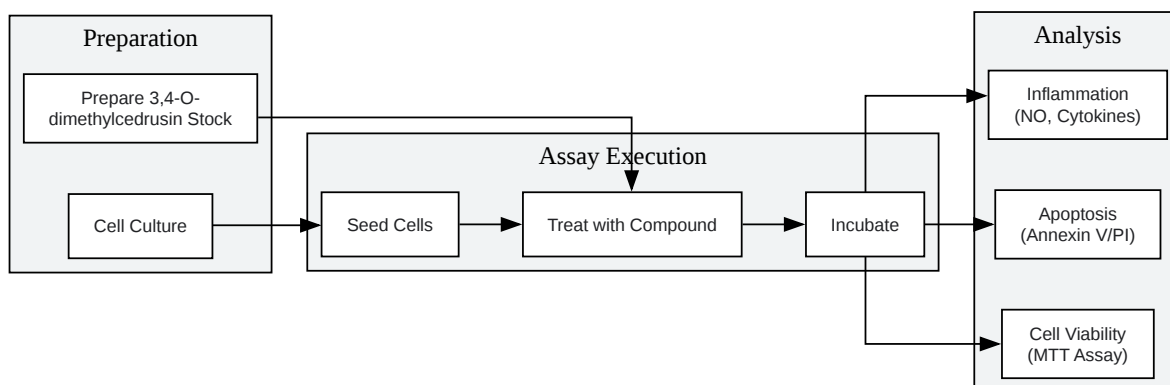 Preparation
Prepare 3,4-O-
dimethylcedrusin Stock
Cell Culture
Assay Execution
Seed Cells
Treat with Compound
Incubate
Analysis
Inflammation
(NO, Cytokines)
Apoptosis
(Annexin V/PI)
Cell Viability
(MTT Assay)